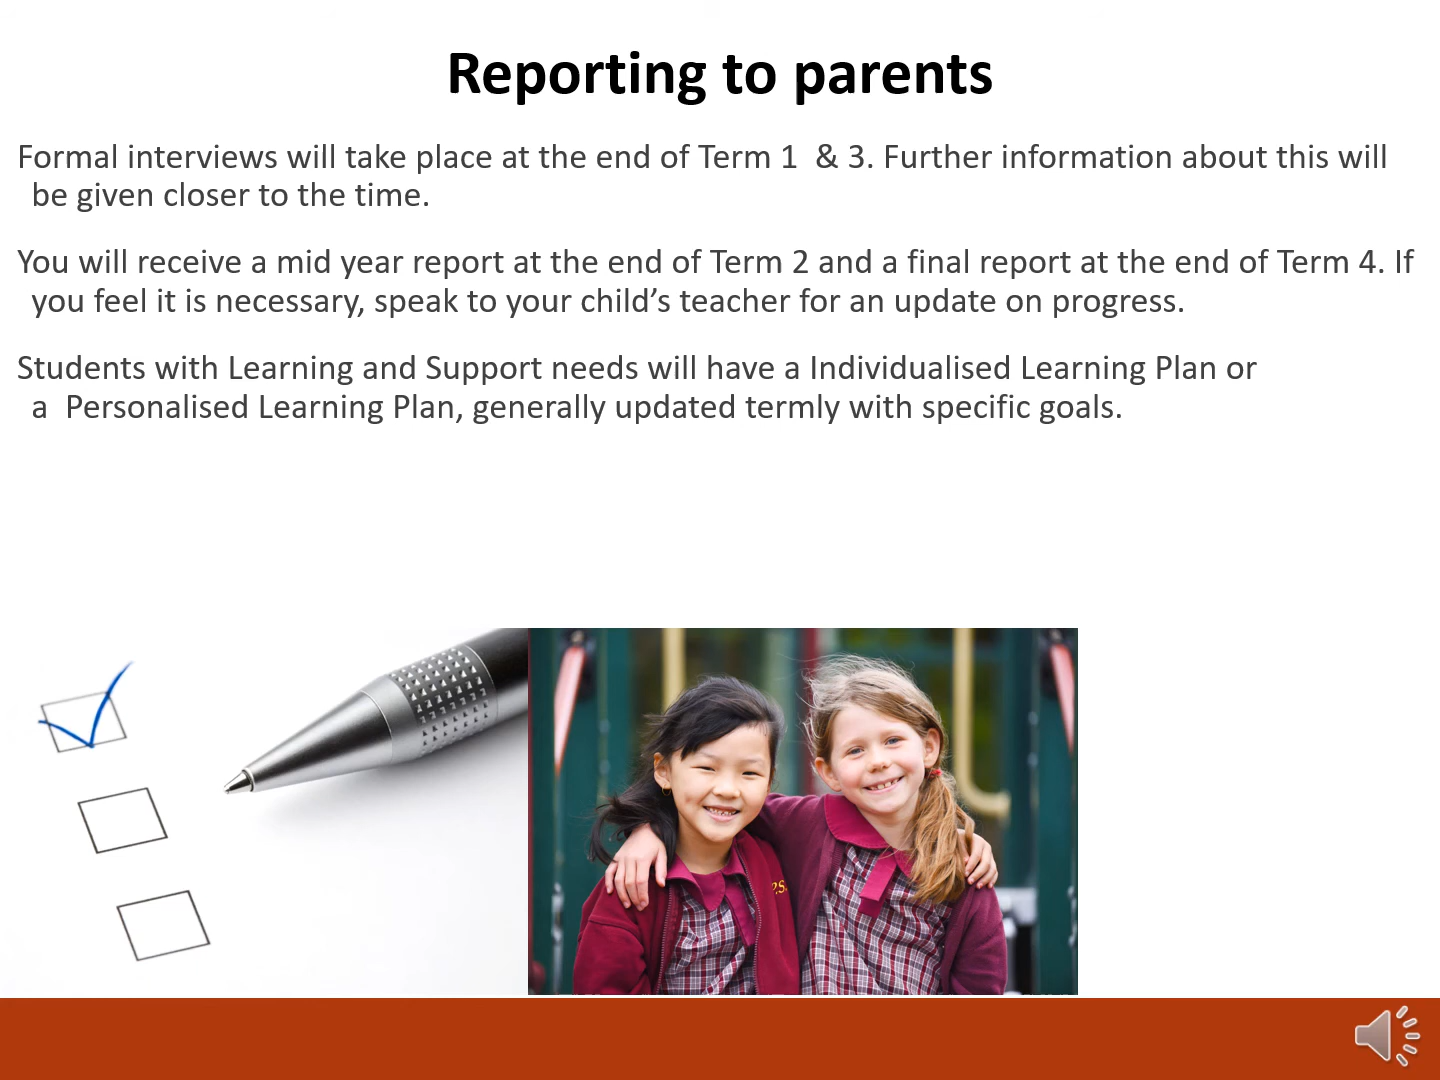 Reporting to parents
Formal interviews will take place at the end of Term 1  & 3. Further information about this will
be given closer to the time.
You will receive a mid year report at the end of Term 2 and a final report at the end of Term 4. If
you feel it is necessary, speak to your child’s teacher for an update on progress.
Students with Learning and Support needs will have a Individualised Learning Plan or
a  Personalised Learning Plan, generally updated termly with specific goals.